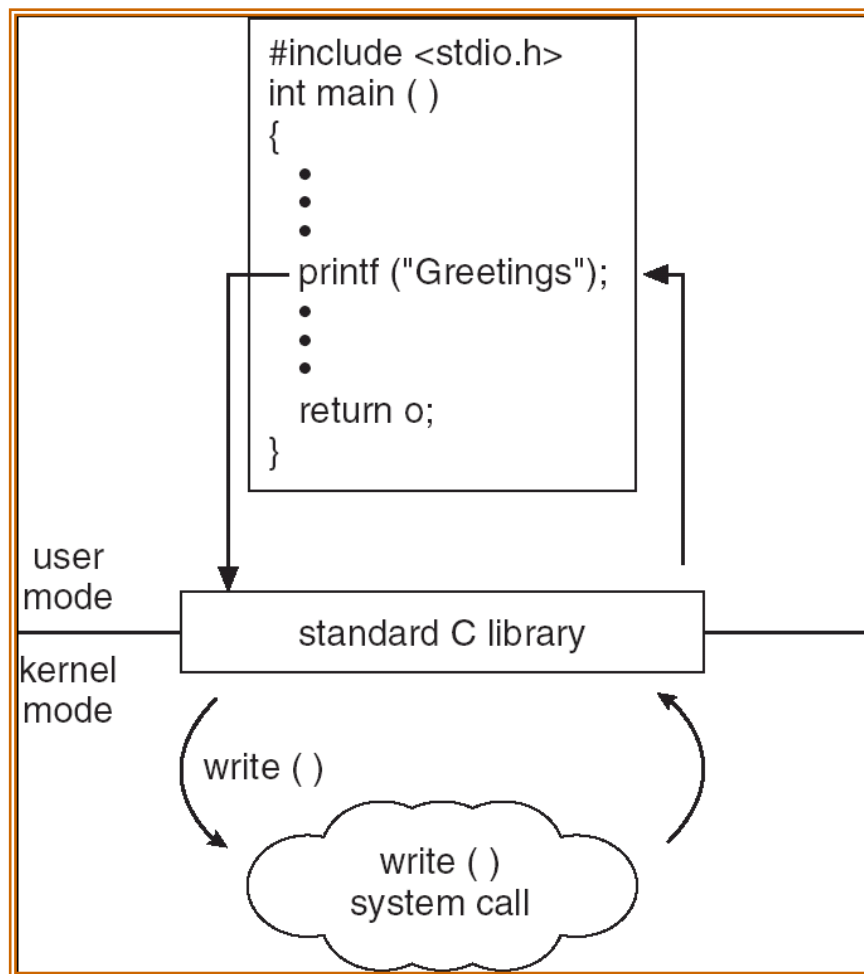 #include <stdio.h>
int main ( )
{
•
•
•
printf ("Greetings");
•
•
•
return o;
}
user
mode
standard C library
kernel
mode
write ( )
write ( )
system call